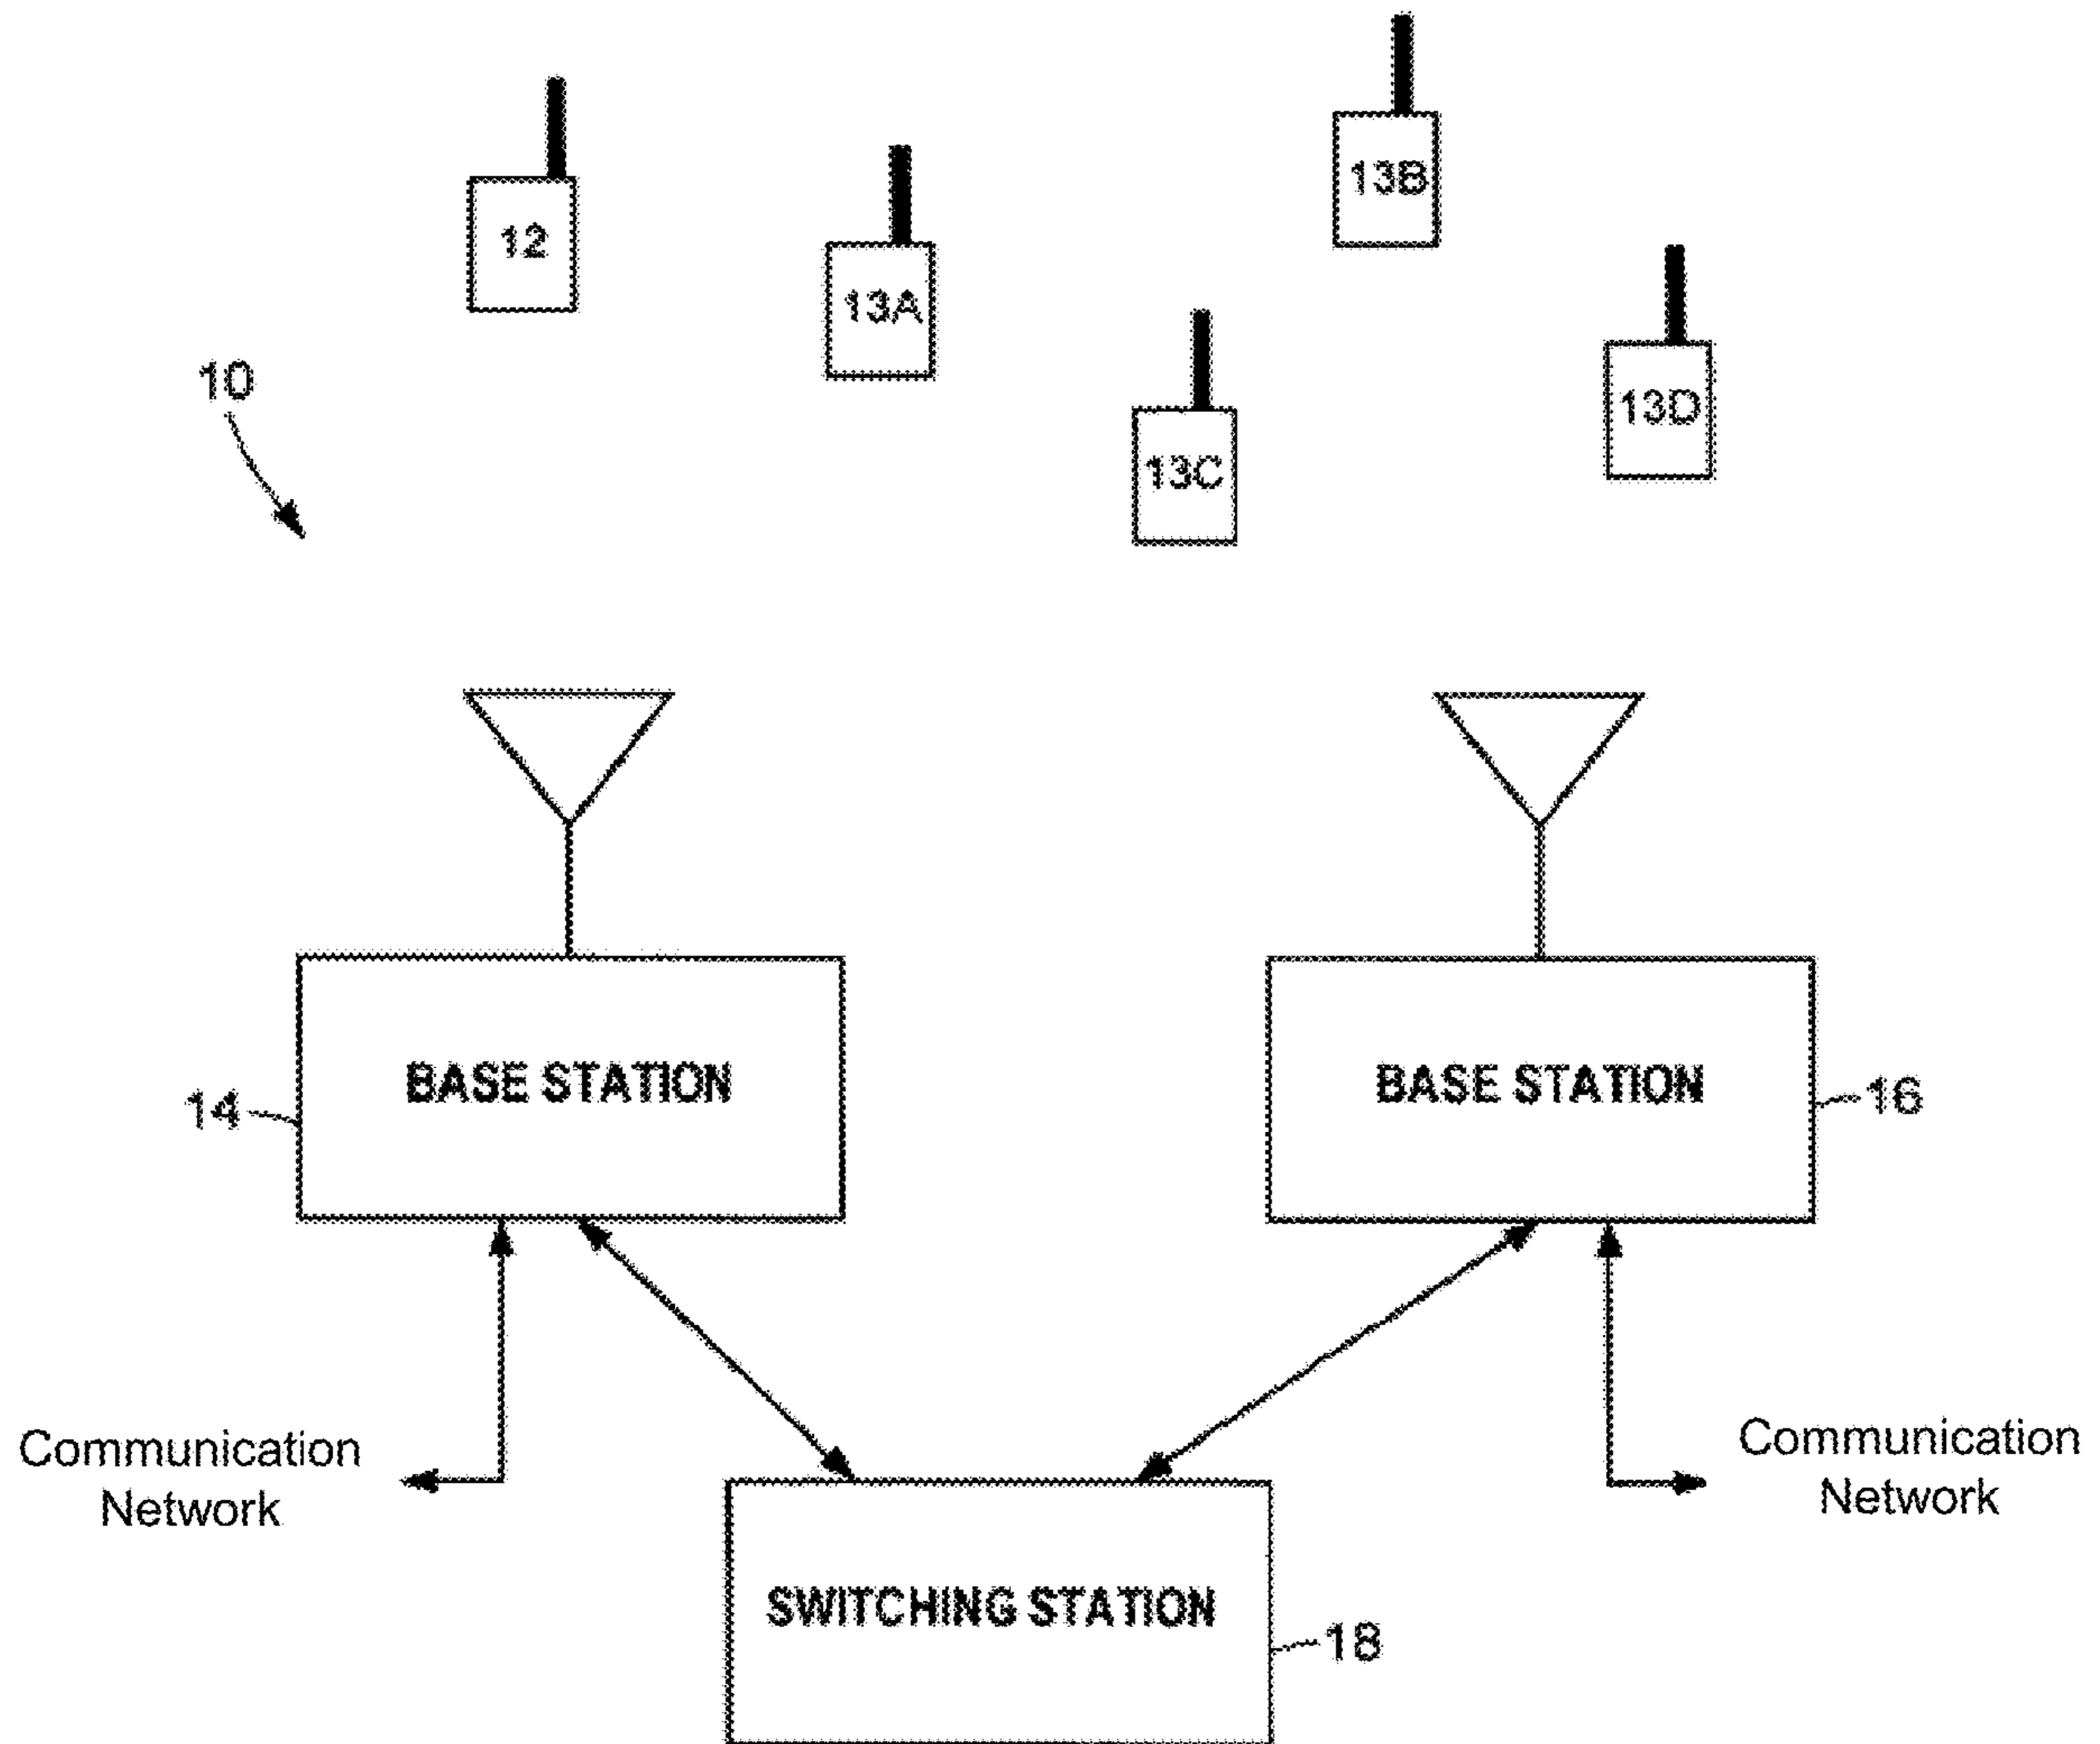 13B
12
13A
10
13D
13C
BASE STATION
14
BASE STATION
16
Communication
Network
Communication
Network
SWITCHING STATION
18